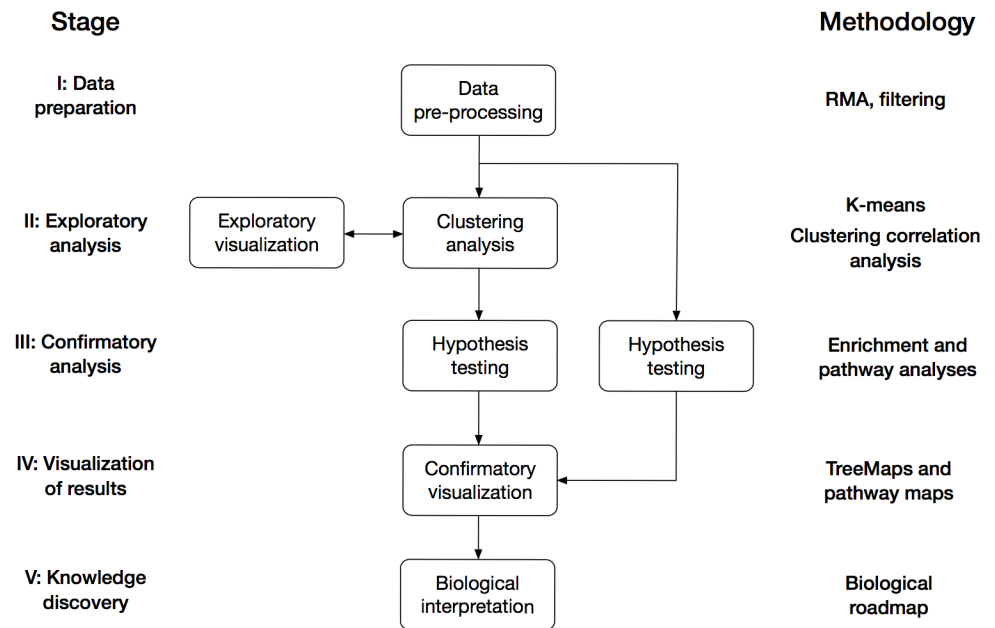 Stage
Methodology
I: Data
preparation
Data
pre-processing
RMA, filtering
II: Exploratory
analysis
Exploratory
visualization
Clustering
analysis
K-means
Clustering correlation
analysis
III: Confirmatory
analysis
Hypothesis
testing
Hypothesis
testing
Enrichment and
pathway analyses
IV: Visualization
of results
Confirmatory
visualization
TreeMaps and
pathway maps
V: Knowledge
discovery
Biological
interpretation
Biological
roadmap